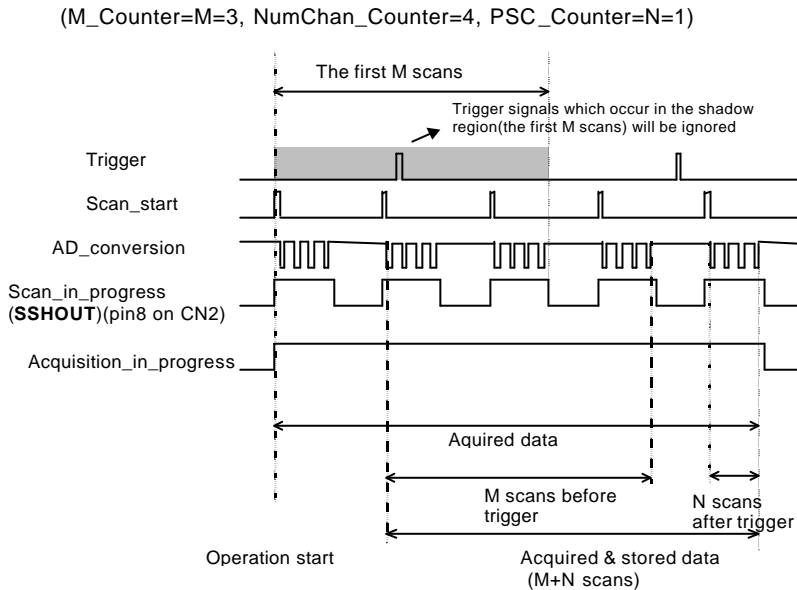 (M_Counter=M=3, NumChan_Counter=4, PSC_Counter=N=1)
The first M scans
Trigger signals which occur in the shadow
region(the first M scans) will be ignored
Trigger
Scan_start
AD_conversion
Scan_in_progress
(SSHOUT)(pin8 on CN2)
Acquisition_in_progress
Aquired data
M scans before
trigger
N scans
after trigger
Operation start
Acquired & stored data
(M+N scans)